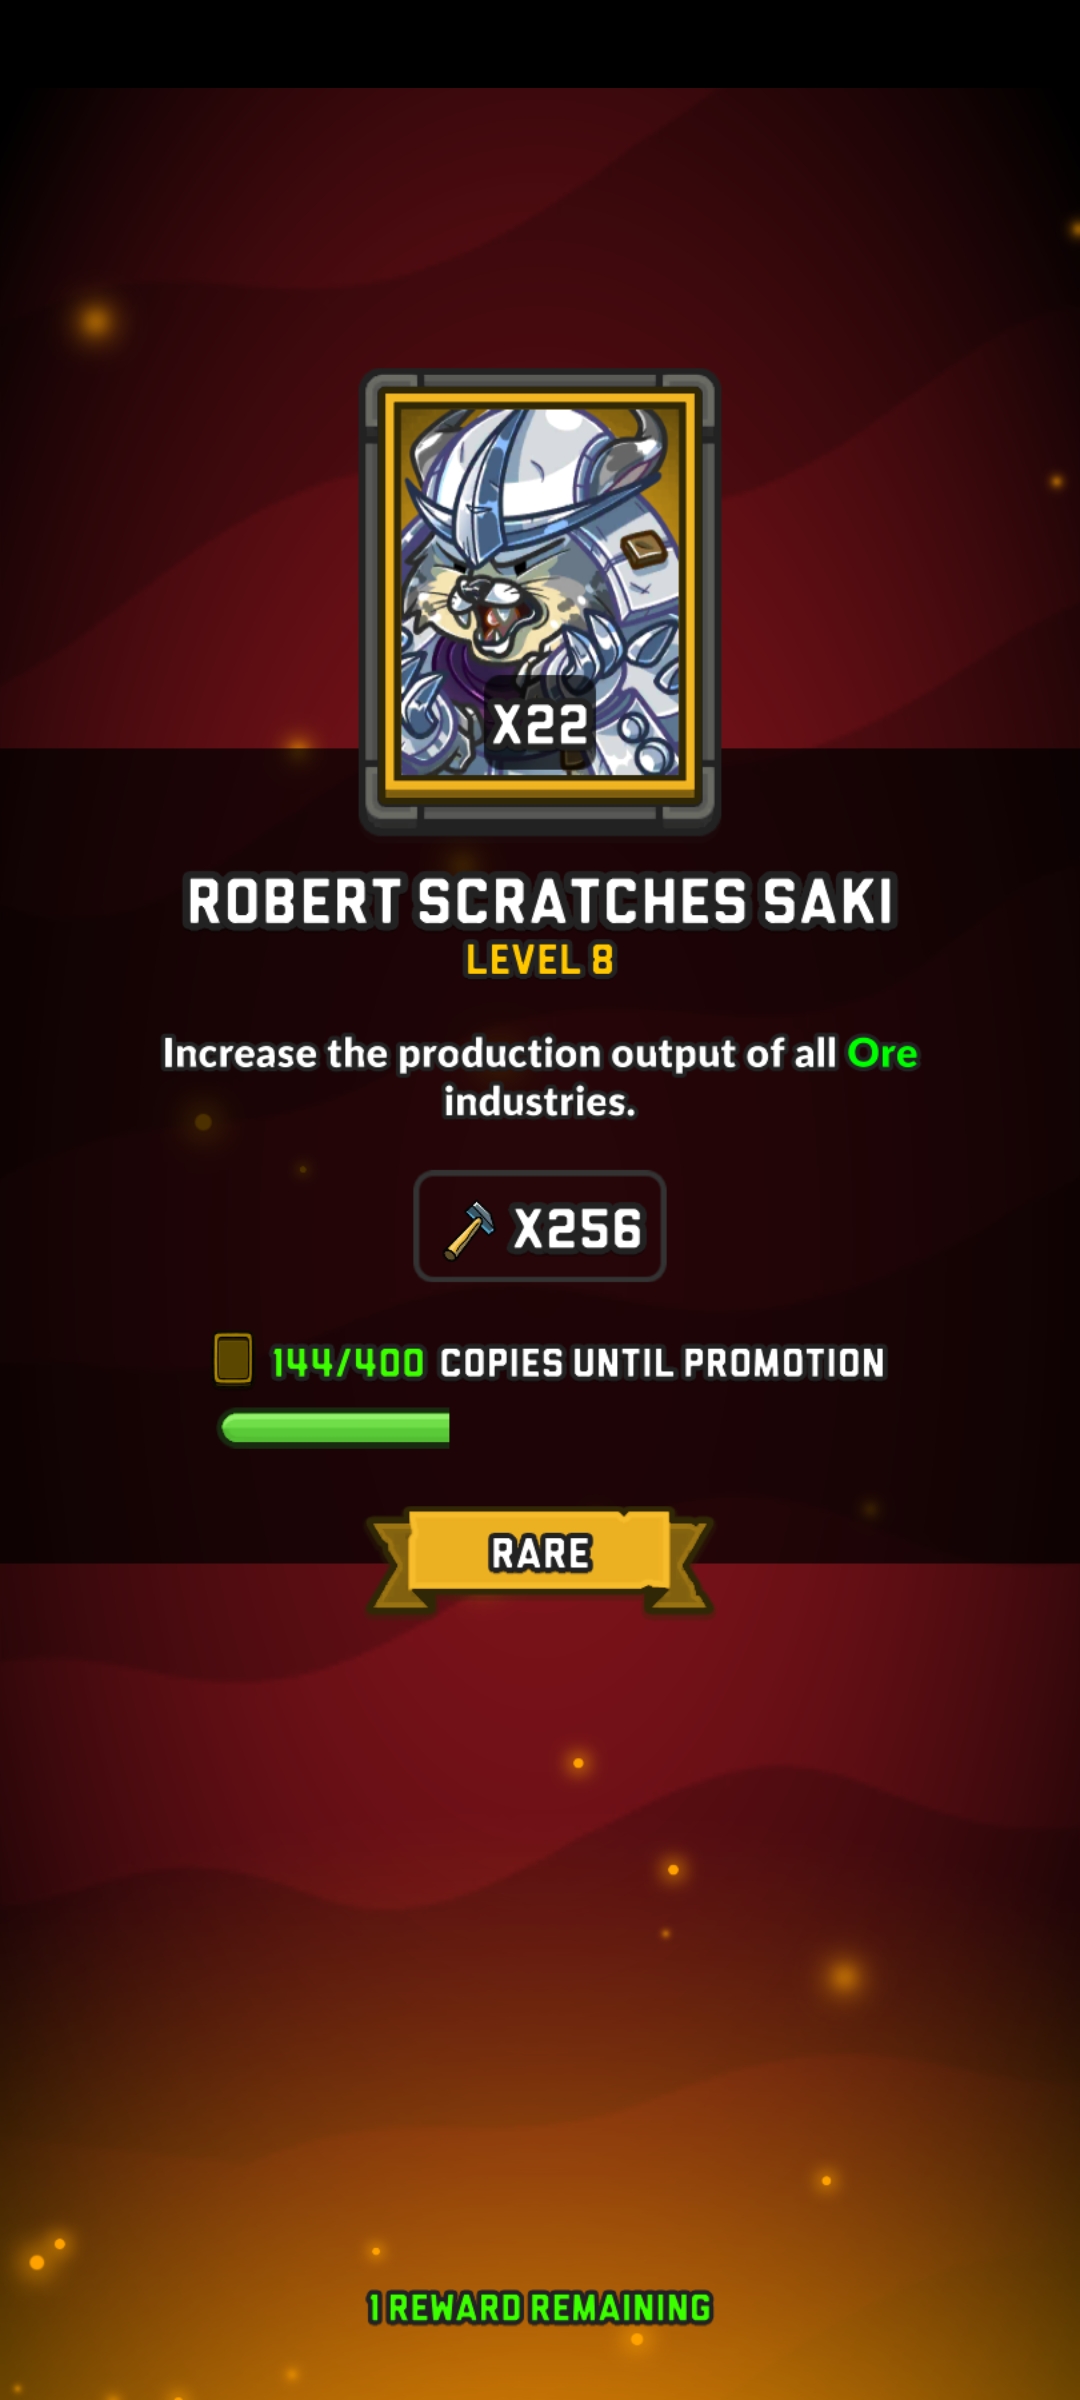 X22
ROBERT SCRATCHES SAKI
LEVEL 8
Increase the production output of all Ore
industries.
X256
144/400 COPIES UNTIL PROMOTION
RARE
1 REWARD REMAINING